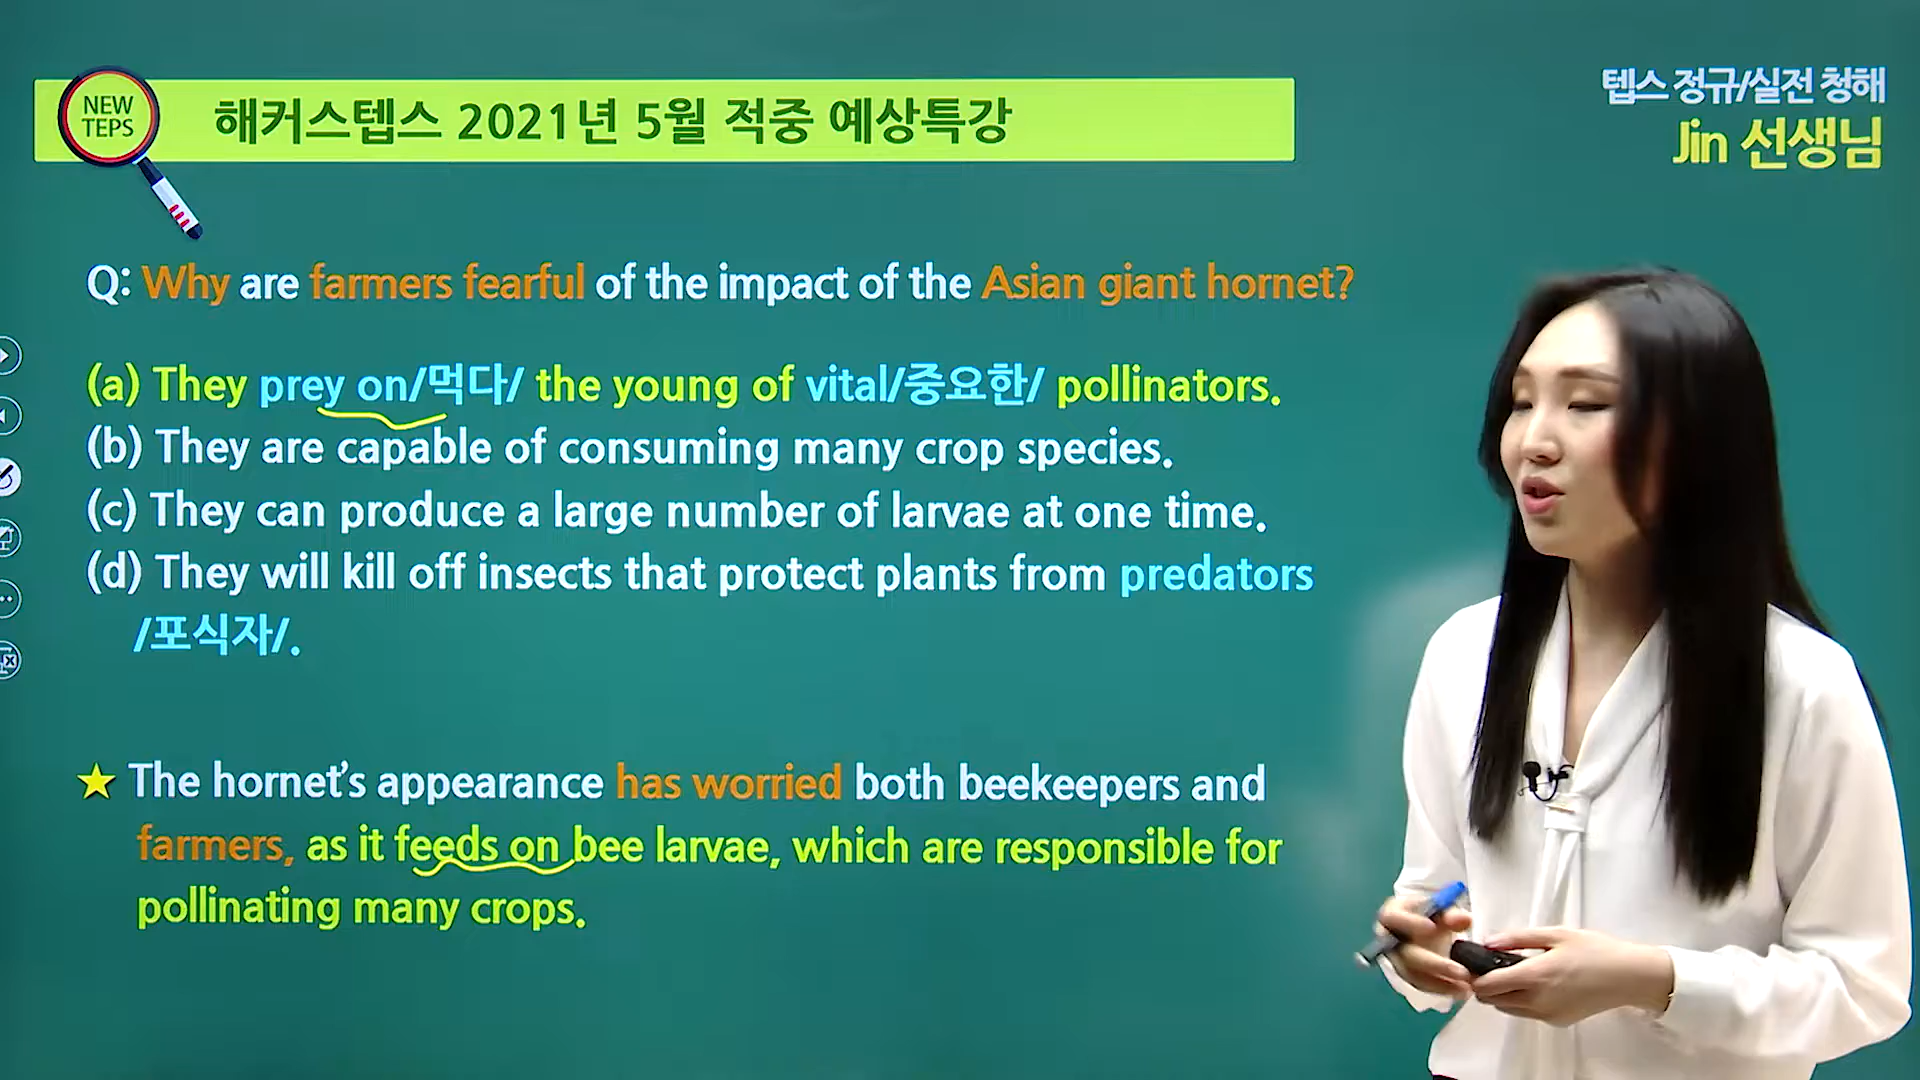 NEW
TEPS
해커스텝스 2021년 5월 적중 예상특강
텝스 정규/실전 청해
Jin 선생님
Q: Why are farmers fearful of the impact of the Asian giant hornet?
(a) They prey on/먹다/ the young of vital/중요한/ pollinators.
(b) They are capable of consuming many crop species.
(c) They can produce a large number of larvae at one time.
(d) They will kill off insects that protect plants from predators
/포식자/.
★ The hornet's appearance has worried both beekeepers and
farmers, as it feeds on bee larvae, which are responsible for
pollinating many crops.